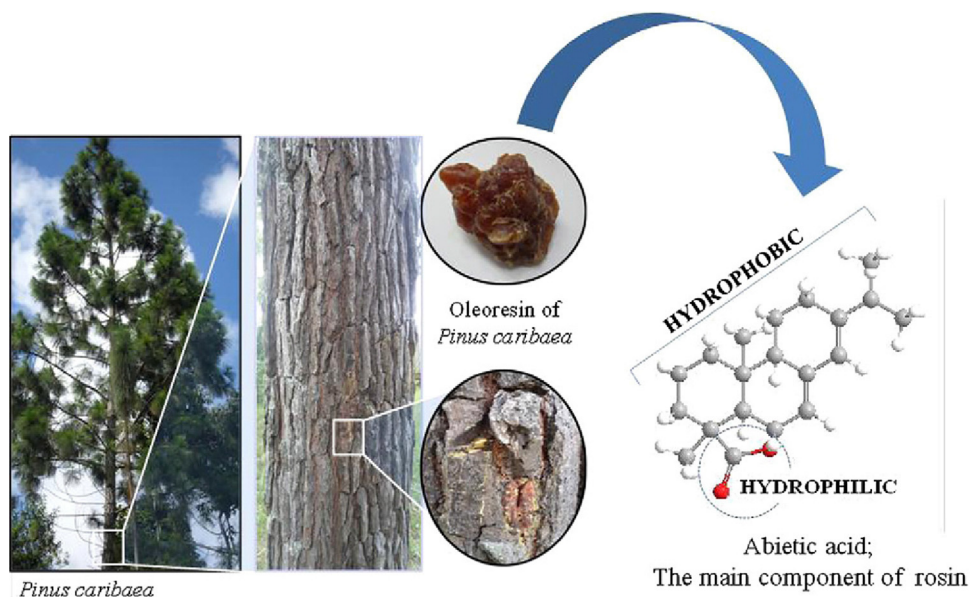 Oleoresin of
Pinus caribaea
HYDROPHOBIC
HYDROPHILIC
Abietic acid;
The main component of rosin
Pinus caribaea